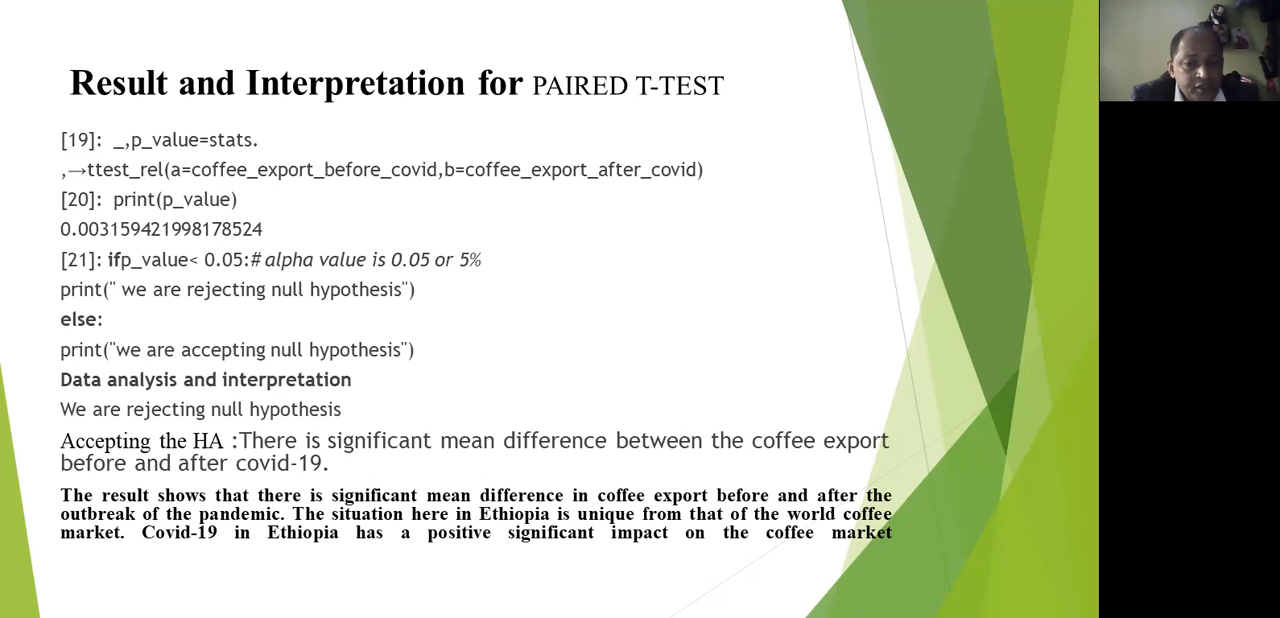 Result and Interpretation for PAIRED T-TEST
[19]: _,p_value=stats.
,→ttest_rel(a=coffee_export_before_covid,b=coffee_export_after_covid)
[20]: print(p_value)
0.003159421998178524
[21]: ifp_value< 0.05:# alpha value is 0.05 or 5%
print(" we are rejecting null hypothesis")
else:
print("we are accepting null hypothesis")
Data analysis and interpretation
We are rejecting null hypothesis
Accepting the HA :There is significant mean difference between the coffee export
before and after covid-19.
The result shows that there is significant mean difference in coffee export before and after the
outbreak of the pandemic. The situation here in Ethiopia is unique from that of the world coffee
market. Covid-19 in Ethiopia has a positive significant impact on the coffee market